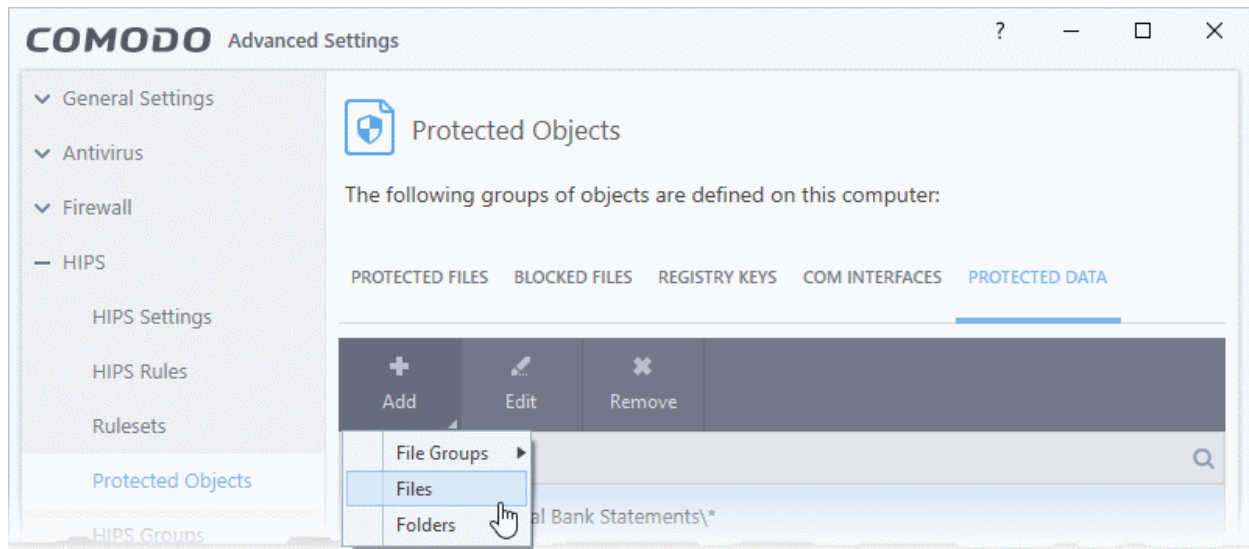 COMODO Advanced Settings
?
General Settings
Antivirus
Firewall
HIPS
HIPS Settings
HIPS Rules
Rulesets
Protected Objects
HIPS Groups
Protected Objects
The following groups of objects are defined on this computer:
PROTECTED FILES BLOCKED FILES REGISTRY KEYS COM INTERFACES PROTECTED DATA
Add Edit Remove
File Groups
Files
Folders
Bank Statements\*